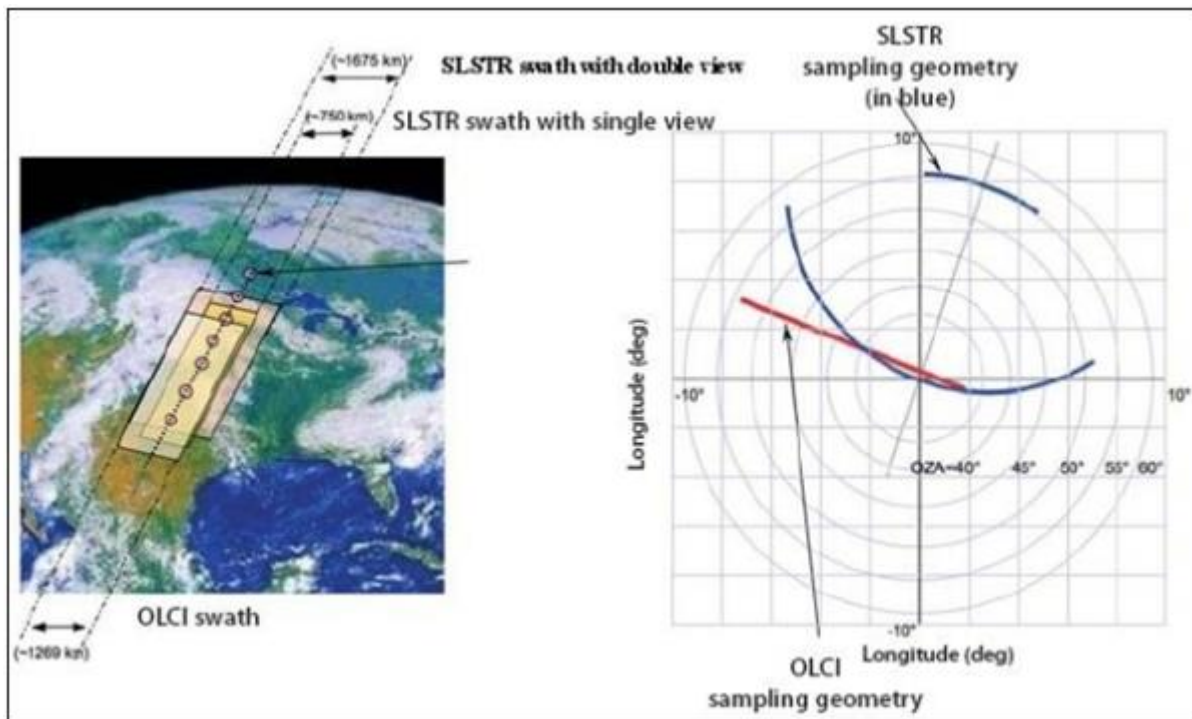 (~1675 km)
SLSTR swath with double view
(~750 km)
SLSTR swath with single view
OLCI swath
(~1269 km)
SLSTR
sampling geometry
(in blue)
10°
Longitude (deg)
-10°
10°
OZA=40° 45° 50° 55° 60°
-10°
Longitude (deg)
OLCI
sampling geometry